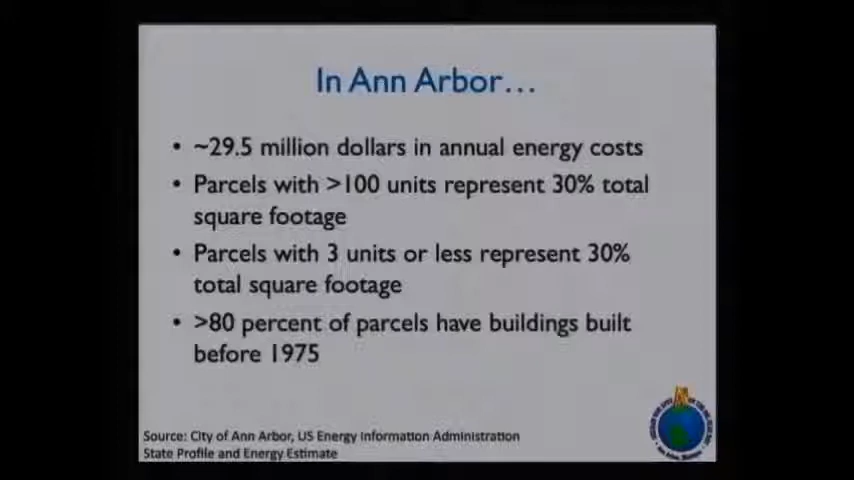 In Ann Arbor...
• ~29.5 million dollars in annual energy costs
• Parcels with >100 units represent 30% total
square footage
• Parcels with 3 units or less represent 30%
total square footage
• >80 percent of parcels have buildings built
before 1975
Source: City of Ann Arbor, US Energy Information Administration
State Profile and Energy Estimate